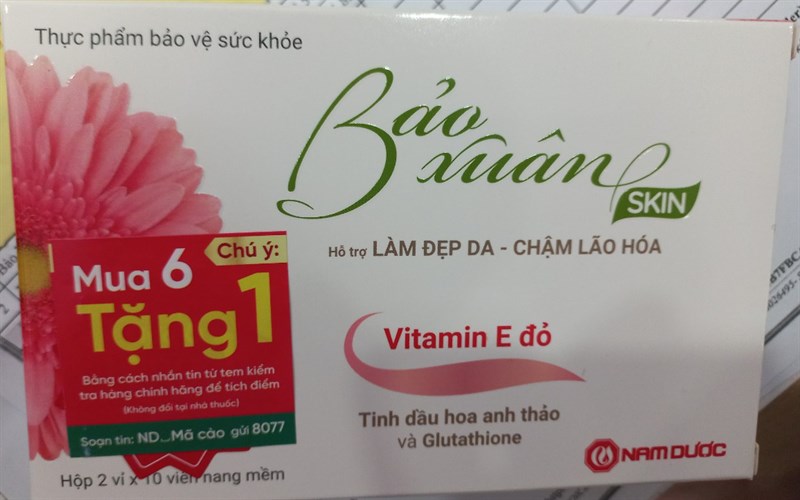 Thực phẩm bảo vệ sức khỏe
Bảo
xuân
SKIN
Hỗ trợ LÀM ĐẸP DA - CHẬM LÃO HÓA
Chú ý:
Mua 6
Tặng 1
Bằng cách nhắn tin từ tem kiểm
tra hàng chính hãng để tích điểm
(Không đổi tại nhà thuốc)
Soạn tin: ND_Mã cào gửi 8077
Vitamin E đỏ
Tinh dầu hoa anh thảo
và Glutathione
NAM DƯỢC
Hộp 2 vỉ x 10 viên nang mềm